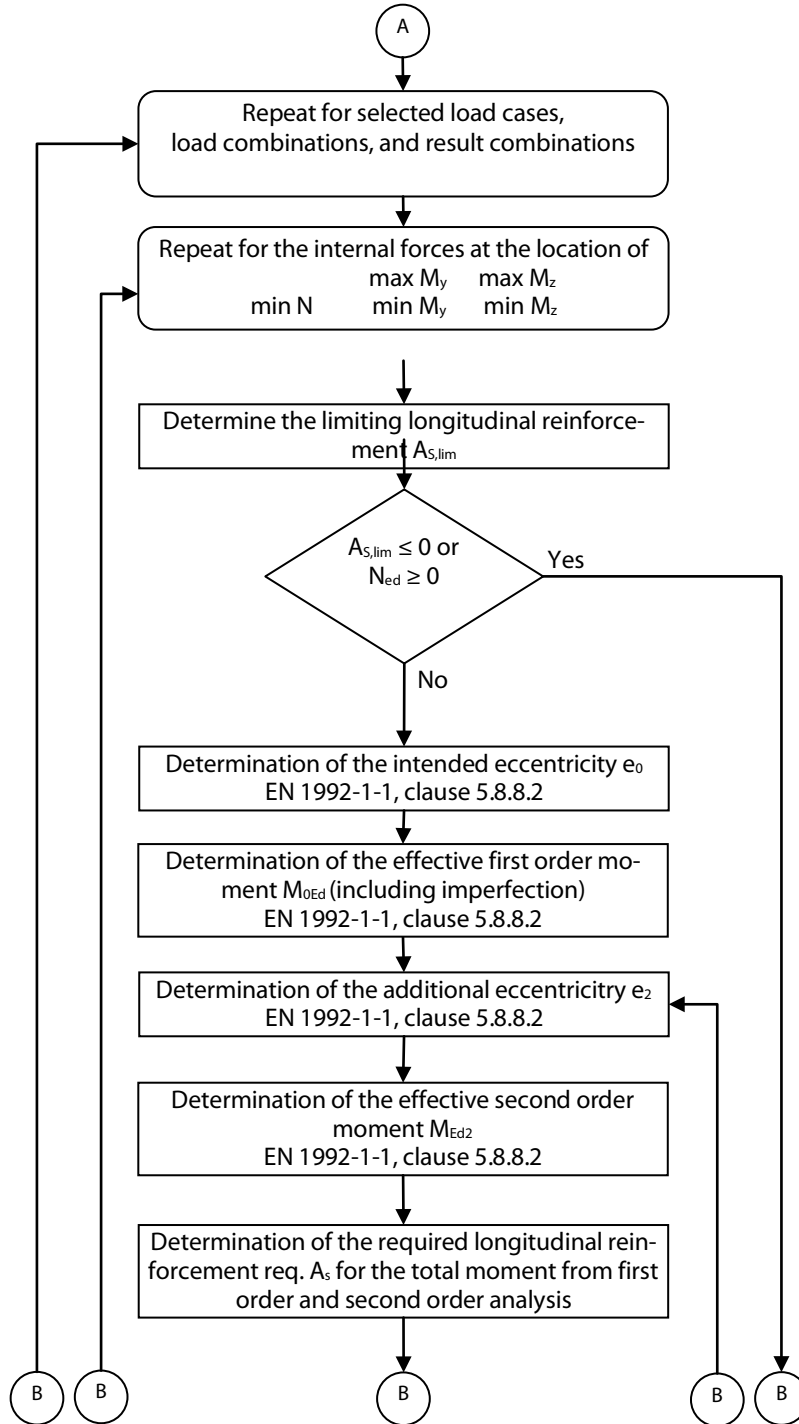 A
Repeat for selected load cases,
load combinations, and result combinations
Repeat for the internal forces at the location of
max My max Mz
min N min My min Mz
Determine the limiting longitudinal reinforce-
ment AS,lim
AS,lim ≤ 0 or
Ned ≥ 0
Yes
No
Determination of the intended eccentricity e0
EN 1992-1-1, clause 5.8.8.2
Determination of the effective first order mo-
ment M0Ed (including imperfection)
EN 1992-1-1, clause 5.8.8.2
Determination of the additional eccentricitry e2
EN 1992-1-1, clause 5.8.8.2
Determination of the effective second order
moment MEd2
EN 1992-1-1, clause 5.8.8.2
Determination of the required longitudinal rein-
forcement req. As for the total moment from first
order and second order analysis
B B B B B